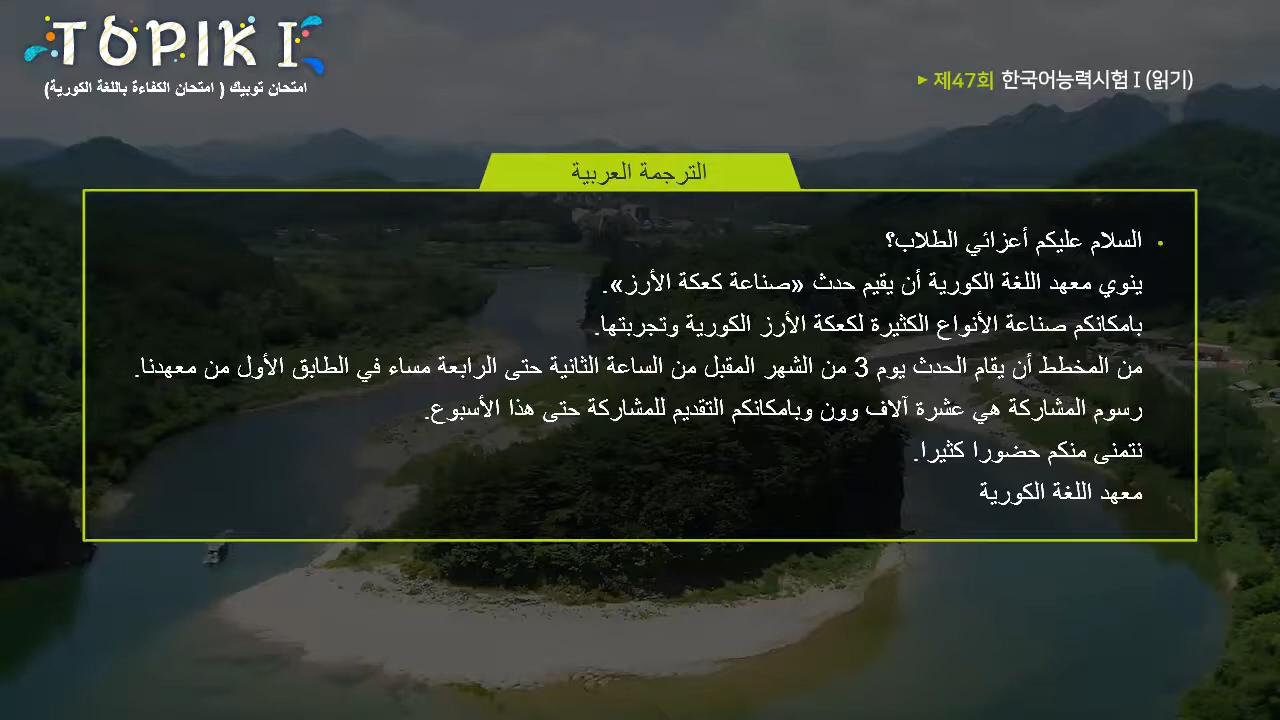 TOPIK I
امتحان توبيك ( امتحان الكفاءة باللغة الكورية)
▶ 제47회 한국어능력시험 I (읽기)
الترجمة العربية
• السلام عليكم أعزائي الطلاب؟
ينوي معهد اللغة الكورية أن يقيم حدث «صناعة كعكة الأرز».
بامكانكم صناعة الأنواع الكثيرة لكعكة الأرز الكورية وتجربتها.
من المخطط أن يقام الحدث يوم 3 من الشهر المقبل من الساعة الثانية حتى الرابعة مساء في الطابق الأول من معهدنا.
رسوم المشاركة هي عشرة آلاف وون وبامكانكم التقديم للمشاركة حتى هذا الأسبوع.
نتمنى منكم حضورا كثيرا.
معهد اللغة الكورية